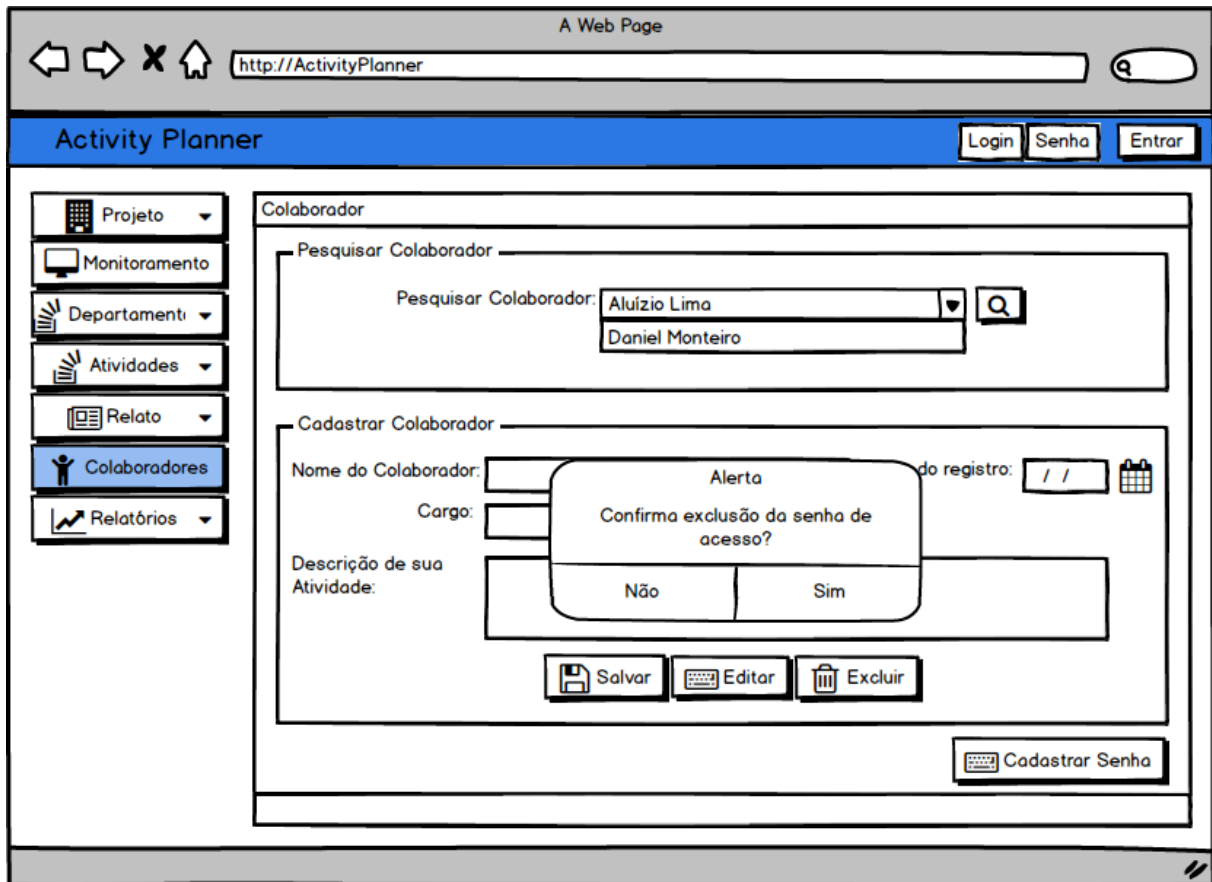 A Web Page
http://ActivityPlanner
Activity Planner
Login
Senha
Entrar
Projeto
Monitoramento
Departament
Atividades
Relato
Colaboradores
Relatórios
Colaborador
Pesquisar Colaborador
Pesquisar Colaborador:
Aluízio Lima
Daniel Monteiro
Cadastrar Colaborador
Nome do Colaborador:
do registro:
/ /
Cargo:
Descrição de sua
Atividade:
Alerta
Confirma exclusão da senha de
acesso?
Não
Sim
Salvar
Editar
Excluir
Cadastrar Senha